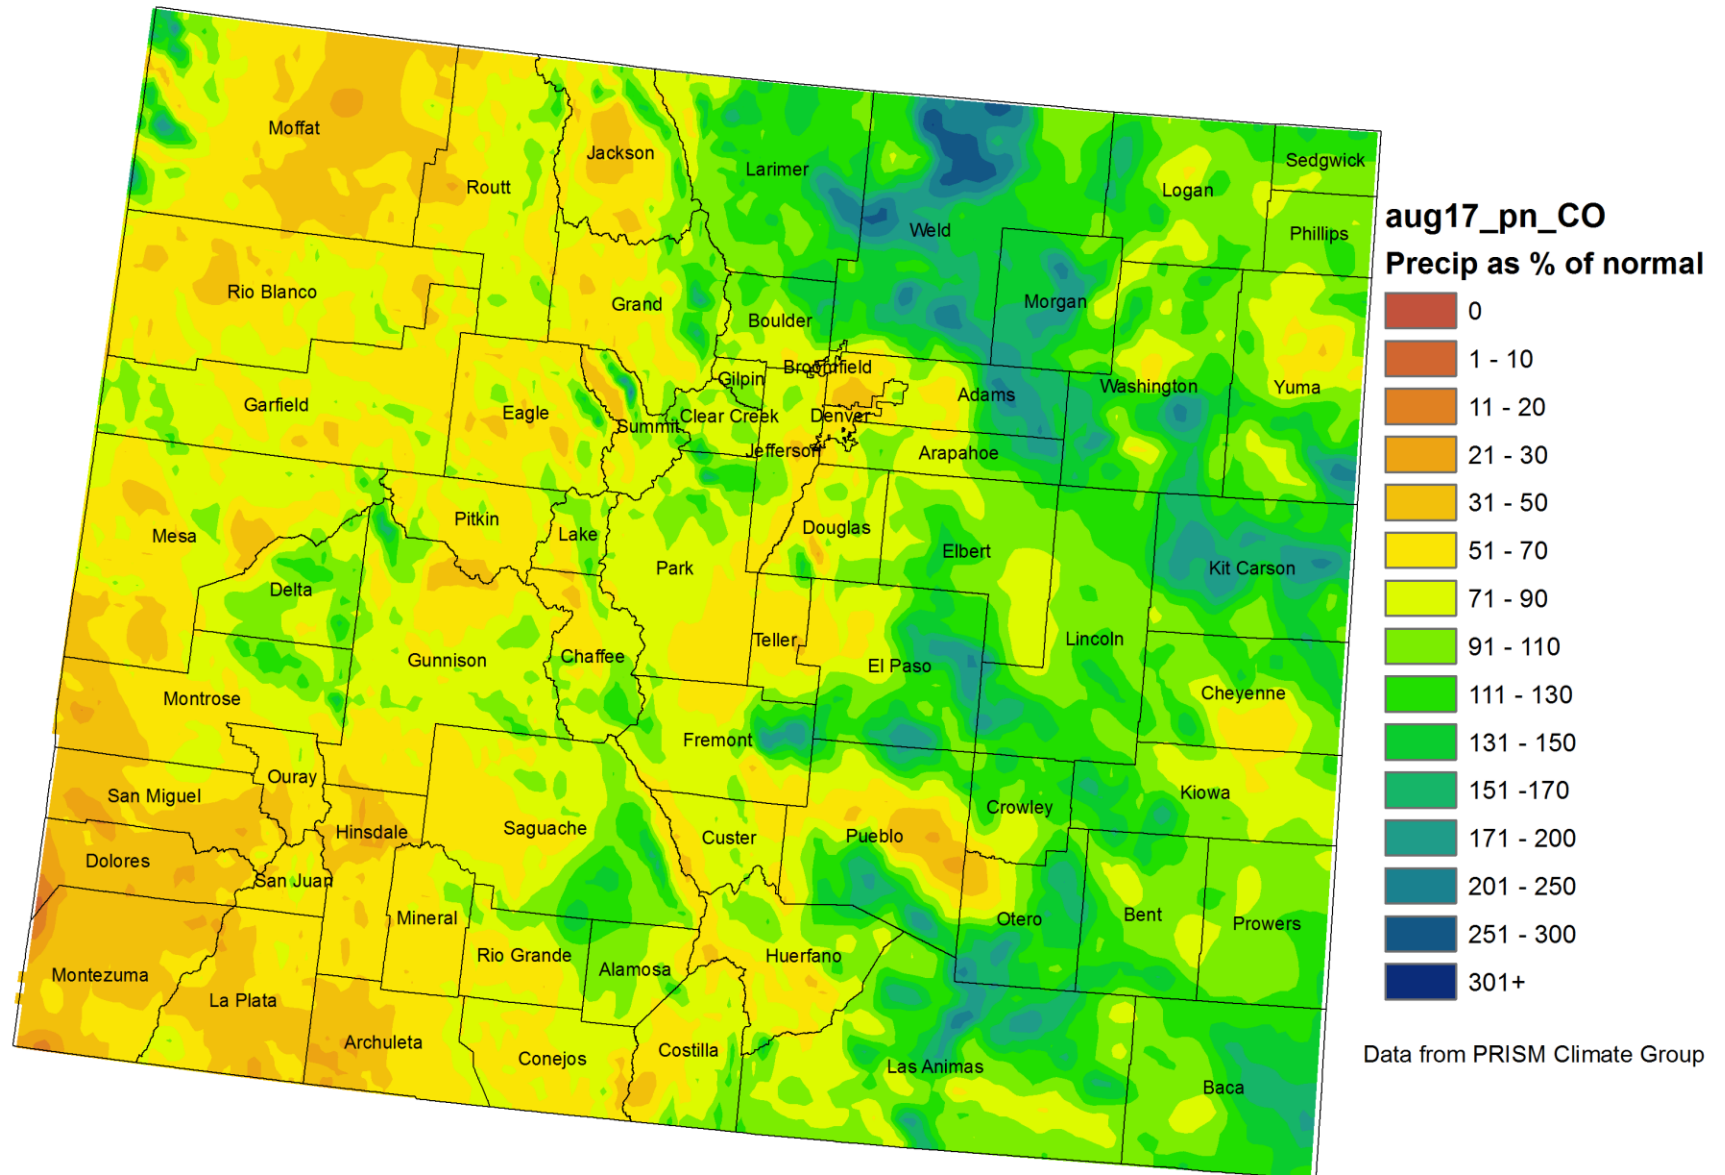 Moffat
Jackson
Routt
Larimer
Sedgwick
Logan
Weld
Phillips
Rio Blanco
Grand
Morgan
Boulder
Broomfield
Gilpin
Washington
Yuma
Garfield
Eagle
Clear Creek
Summit
Denver
Adams
Jefferson
Arapahoe
Mesa
Pitkin
Lake
Douglas
Elbert
Park
Kit Carson
Delta
Gunnison
Chaffee
Teller
El Paso
Lincoln
Montrose
Cheyenne
Fremont
Ouray
San Miguel
Kiowa
Crowley
Hinsdale
Saguache
Custer
Pueblo
Dolores
San Juan
Mineral
Otero
Bent
Prowers
Rio Grande
Alamosa
Huerfano
Montezuma
La Plata
Archuleta
Conejos
Costilla
Las Animas
Baca
aug17_pn_CO
Precip as % of normal
0
1 - 10
11 - 20
21 - 30
31 - 50
51 - 70
71 - 90
91 - 110
111 - 130
131 - 150
151 -170
171 - 200
201 - 250
251 - 300
301+
Data from PRISM Climate Group